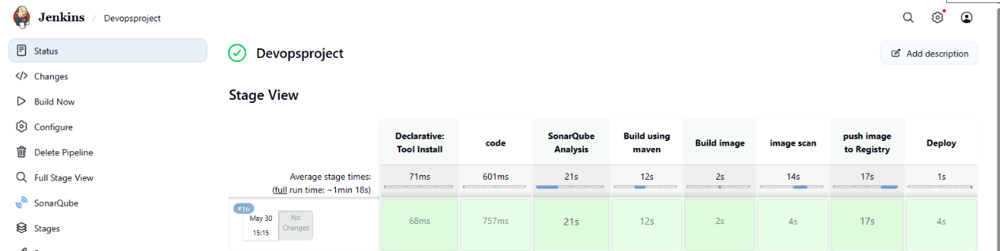 Jenkins / Devopsproject
Status
Changes
Build Now
Configure
Delete Pipeline
Full Stage View
SonarQube
Stages
Devopsproject
Add description
Stage View
Declarative:
Tool Install
code
SonarQube
Analysis
Build using
maven
Build image
image scan
push image
to Registry
Deploy
Average stage times:
(full run time: ~1min 18s)
71ms
601ms
21s
12s
2s
14s
17s
1s
#16
May 30
15:15
No
Changes
68ms
757ms
21s
12s
2s
4s
17s
4s